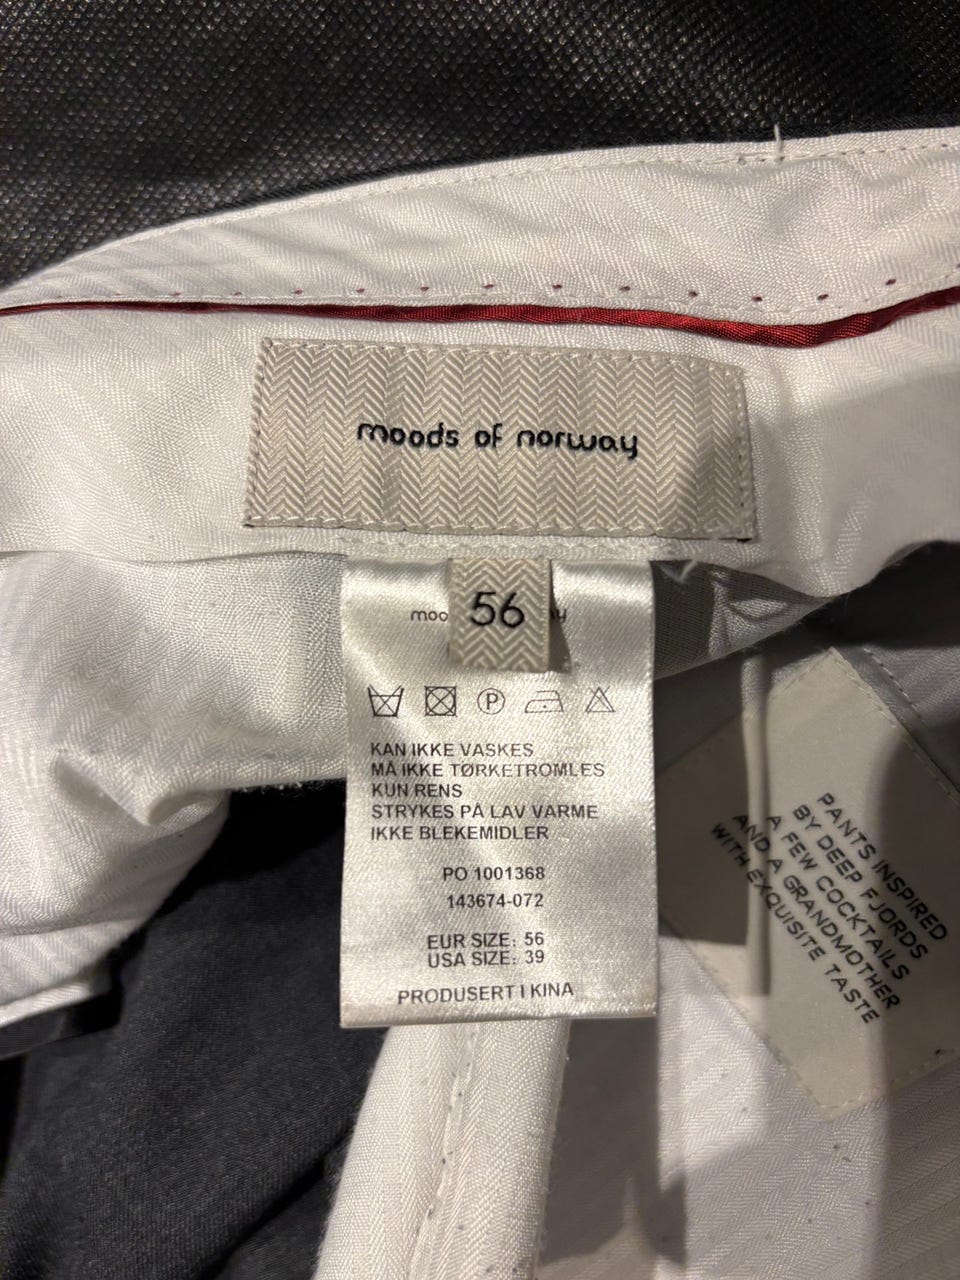 moods of norway
56
KAN IKKE VASKES
MÅ IKKE TØRKETROMLES
KUN RENS
STRYKES PÅ LAV VARME
IKKE BLEKEMIDLER
PO 1001368
143674-072
EUR SIZE: 56
USA SIZE: 39
PRODUSERT I KINA
PANTS INSPIRED
BY DEEP FJORDS
A FEW COCKTAILS
AND A GRANDMOTHER
WITH EXQUISITE TASTE